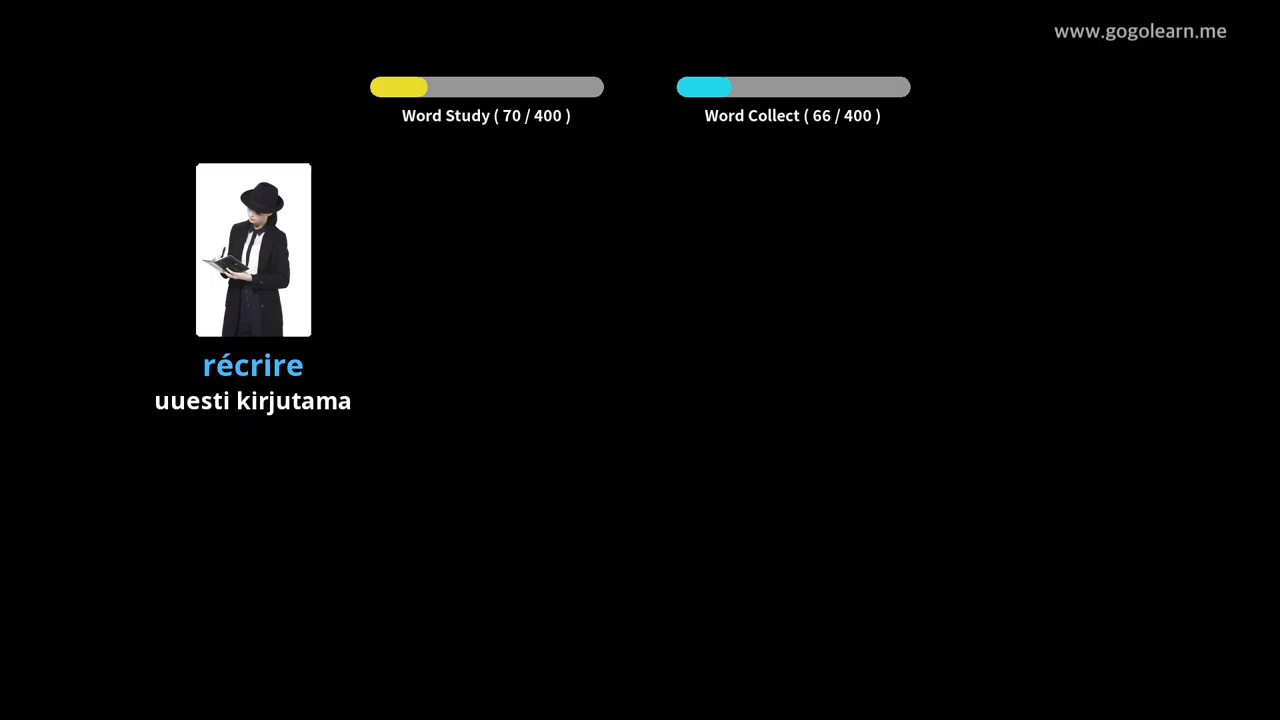 www.gogolearn.me
Word Study ( 70 / 400 )
Word Collect ( 66 / 400 )
récrire
uuesti kirjutama